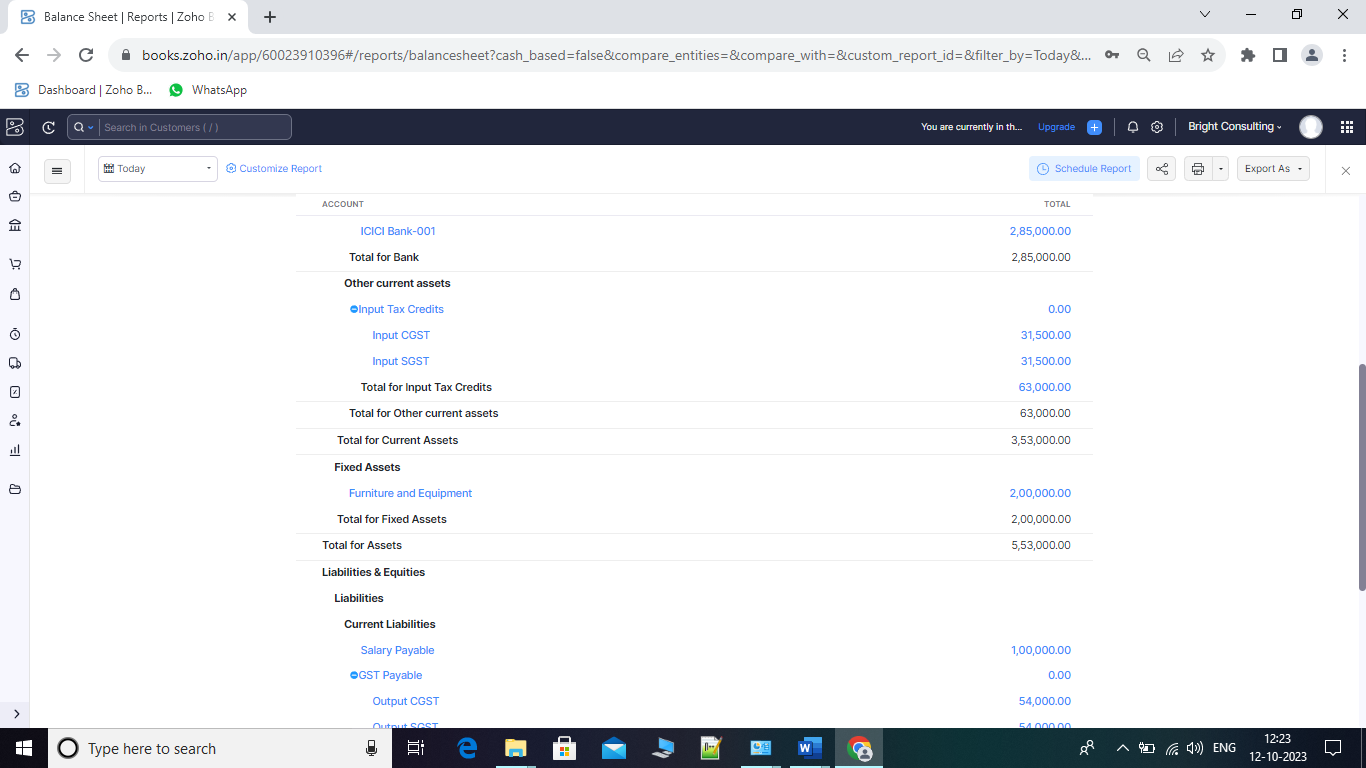 Balance Sheet | Reports | Zoho B
books.zoho.in/app/60023910396#/reports/balancesheet?cash_based=false&compare_entities=&compare_with=&custom_report_id=&filter_by=Today&...
Dashboard | Zoho B... WhatsApp
Search in Customers ( / ) You are currently in th... Upgrade Bright Consulting
Today Customize Report Schedule Report Export As
ACCOUNT TOTAL
ICICI Bank-001 2,85,000.00
Total for Bank 2,85,000.00
Other current assets
Input Tax Credits 0.00
Input CGST 31,500.00
Input SGST 31,500.00
Total for Input Tax Credits 63,000.00
Total for Other current assets 63,000.00
Total for Current Assets 3,53,000.00
Fixed Assets
Furniture and Equipment 2,00,000.00
Total for Fixed Assets 2,00,000.00
Total for Assets 5,53,000.00
Liabilities & Equities
Liabilities
Current Liabilities
Salary Payable 1,00,000.00
GST Payable 0.00
Output CGST 54,000.00
Output SGST 54,000.00
Type here to search ENG 12:23
12-10-2023